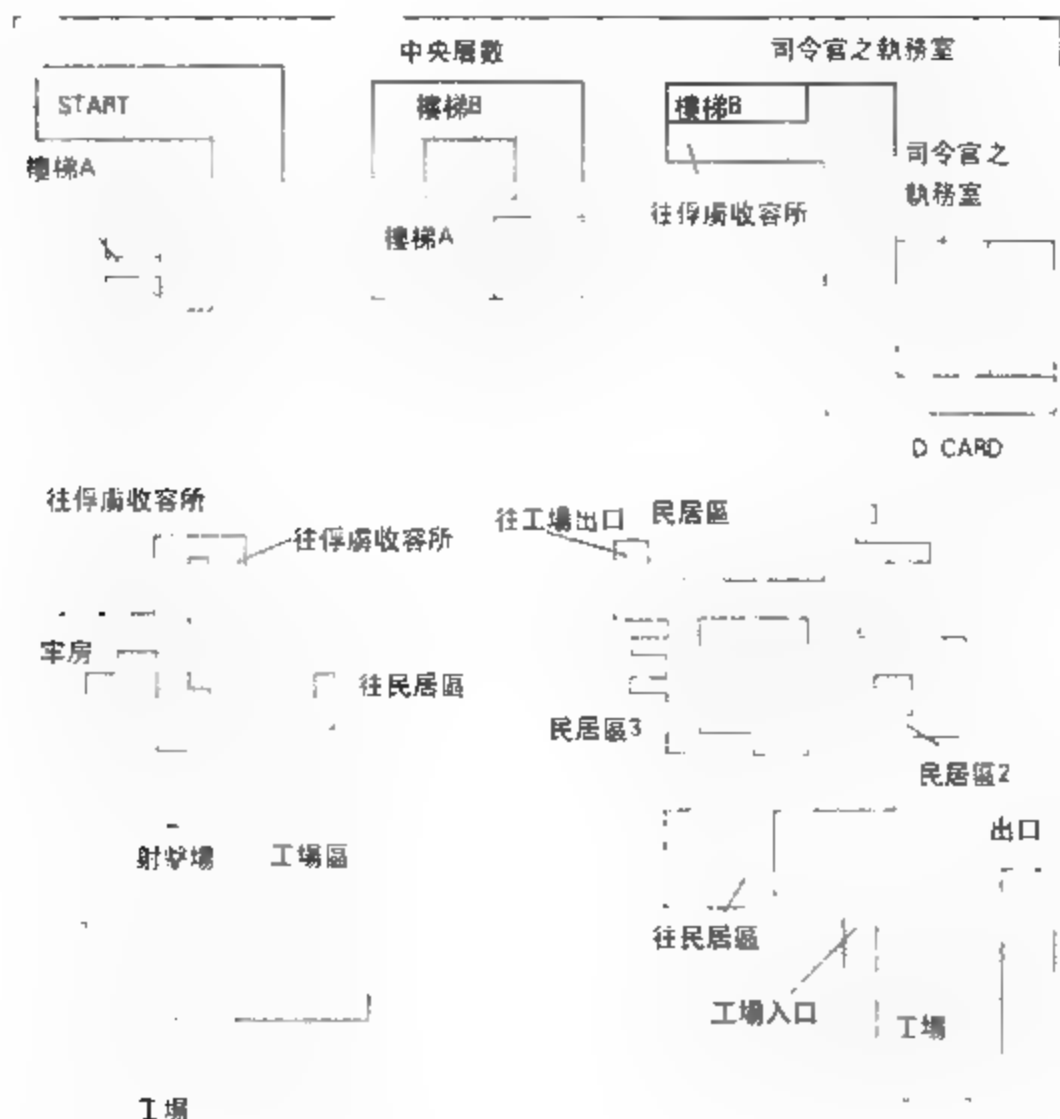 中央層數
司令官之執務室
START
樓梯B
樓梯B
樓梯A
司令官之
執務室
往俘虜收容所
樓梯A
D CARD
往俘虜收容所
往俘虜收容所
往工場出口
民居區
牢房
往民居區
民居區3
民居區2
出口
工場區
往民居區
工場入口
工場
工場